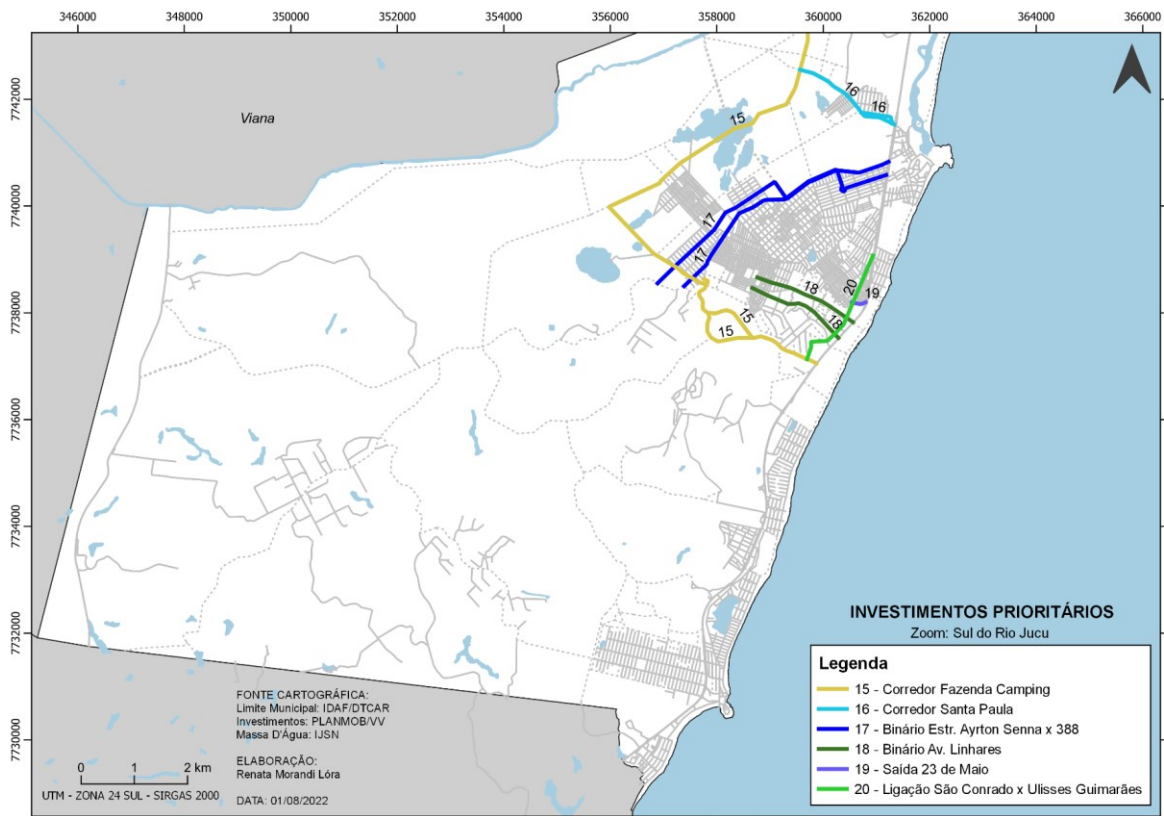 346000 348000 350000 352000 354000 356000 358000 360000 362000 364000 366000
7742000
7740000
7738000
7736000
7734000
7732000
7730000
Viana
16
16
15
17
17
18
18
20
19
15
15
INVESTIMENTOS PRIORITÁRIOS
Zoom: Sul do Rio Jucu
Legenda
15 - Corredor Fazenda Camping
16 - Corredor Santa Paula
17 - Binário Estr. Ayrton Senna x 388
18 - Binário Av. Linhares
19 - Saída 23 de Maio
20 - Ligação São Conrado x Ulisses Guimarães
FONTE CARTOGRÁFICA:
Limite Municipal: IDAF/DTCAR
Investimentos: PLANMOB/VV
Massa D'Água: IJSN
ELABORAÇÃO:
Renata Morandi Lóra
DATA: 01/08/2022
0 1 2 km
UTM - ZONA 24 SUL - SIRGAS 2000